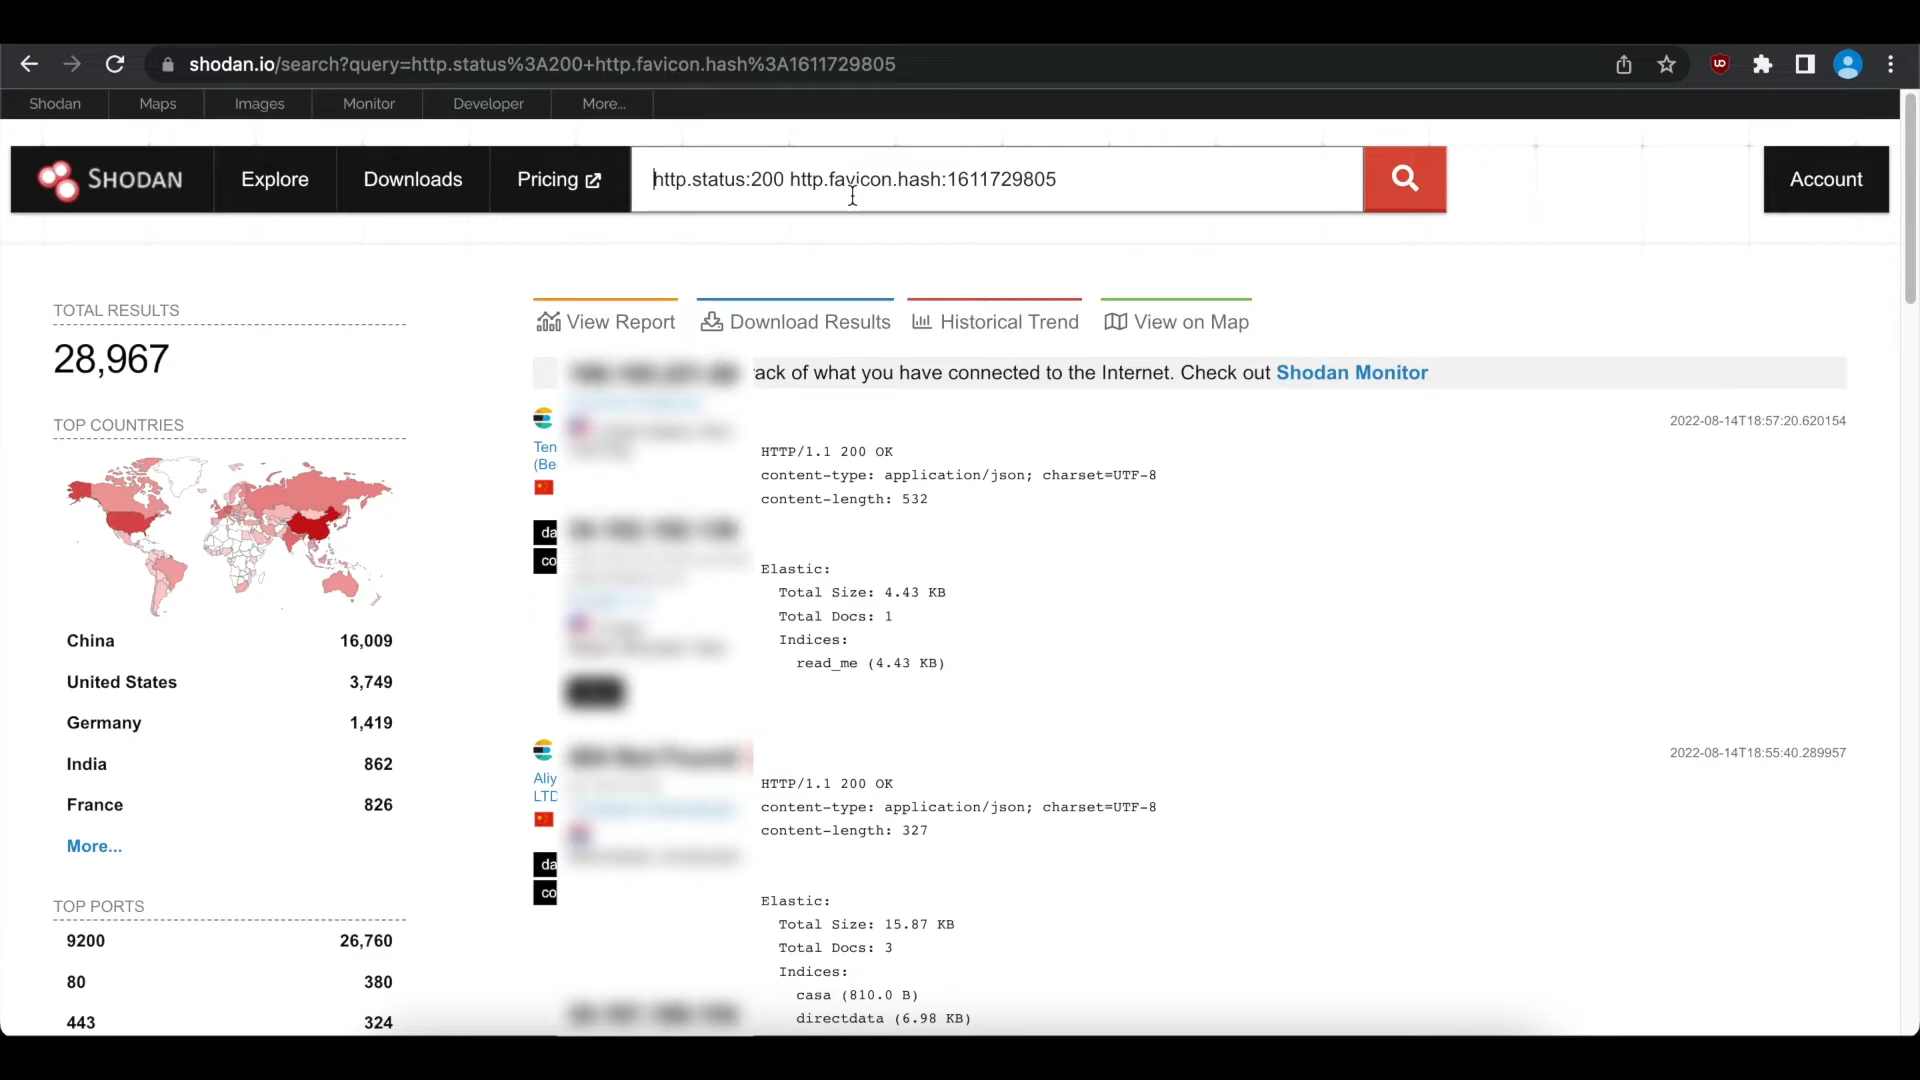 shodan.io/search?query=http.status%3A200+http.favicon.hash%3A1611729805
Shodan Maps Images Monitor Developer More...
SHODAN Explore Downloads Pricing http.status:200 http.favicon.hash:1611729805 Account
TOTAL RESULTS
28,967
View Report Download Results Historical Trend View on Map
ack of what you have connected to the Internet. Check out Shodan Monitor
TOP COUNTRIES
China 16,009
United States 3,749
Germany 1,419
India 862
France 826
More...
TOP PORTS
9200 26,760
80 380
443 324
2022-08-14T18:57:20.620154
Ten
(Be
da
co
HTTP/1.1 200 OK
content-type: application/json; charset=UTF-8
content-length: 532
Elastic:
Total Size: 4.43 KB
Total Docs: 1
Indices:
read_me (4.43 KB)
2022-08-14T18:55:40.289957
Aliy
LTD
da
co
HTTP/1.1 200 OK
content-type: application/json; charset=UTF-8
content-length: 327
Elastic:
Total Size: 15.87 KB
Total Docs: 3
Indices:
casa (810.0 B)
directdata (6.98 KB)